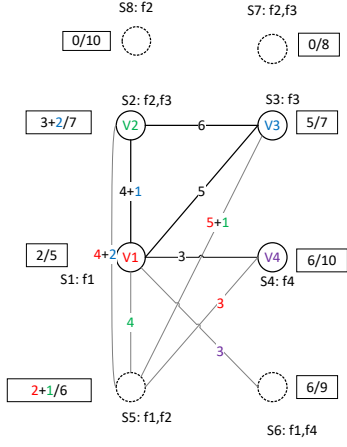 S8: f2
S7: f2,f3
0/10
0/8
S2: f2,f3
S3: f3
3+2/7
V2
6
V3
5/7
4+1
5
5+1
2/5
4+2
V1
3
V4
6/10
S1: f1
S4: f4
3
4
3
2+1/6
6/9
S5: f1,f2
S6: f1,f4